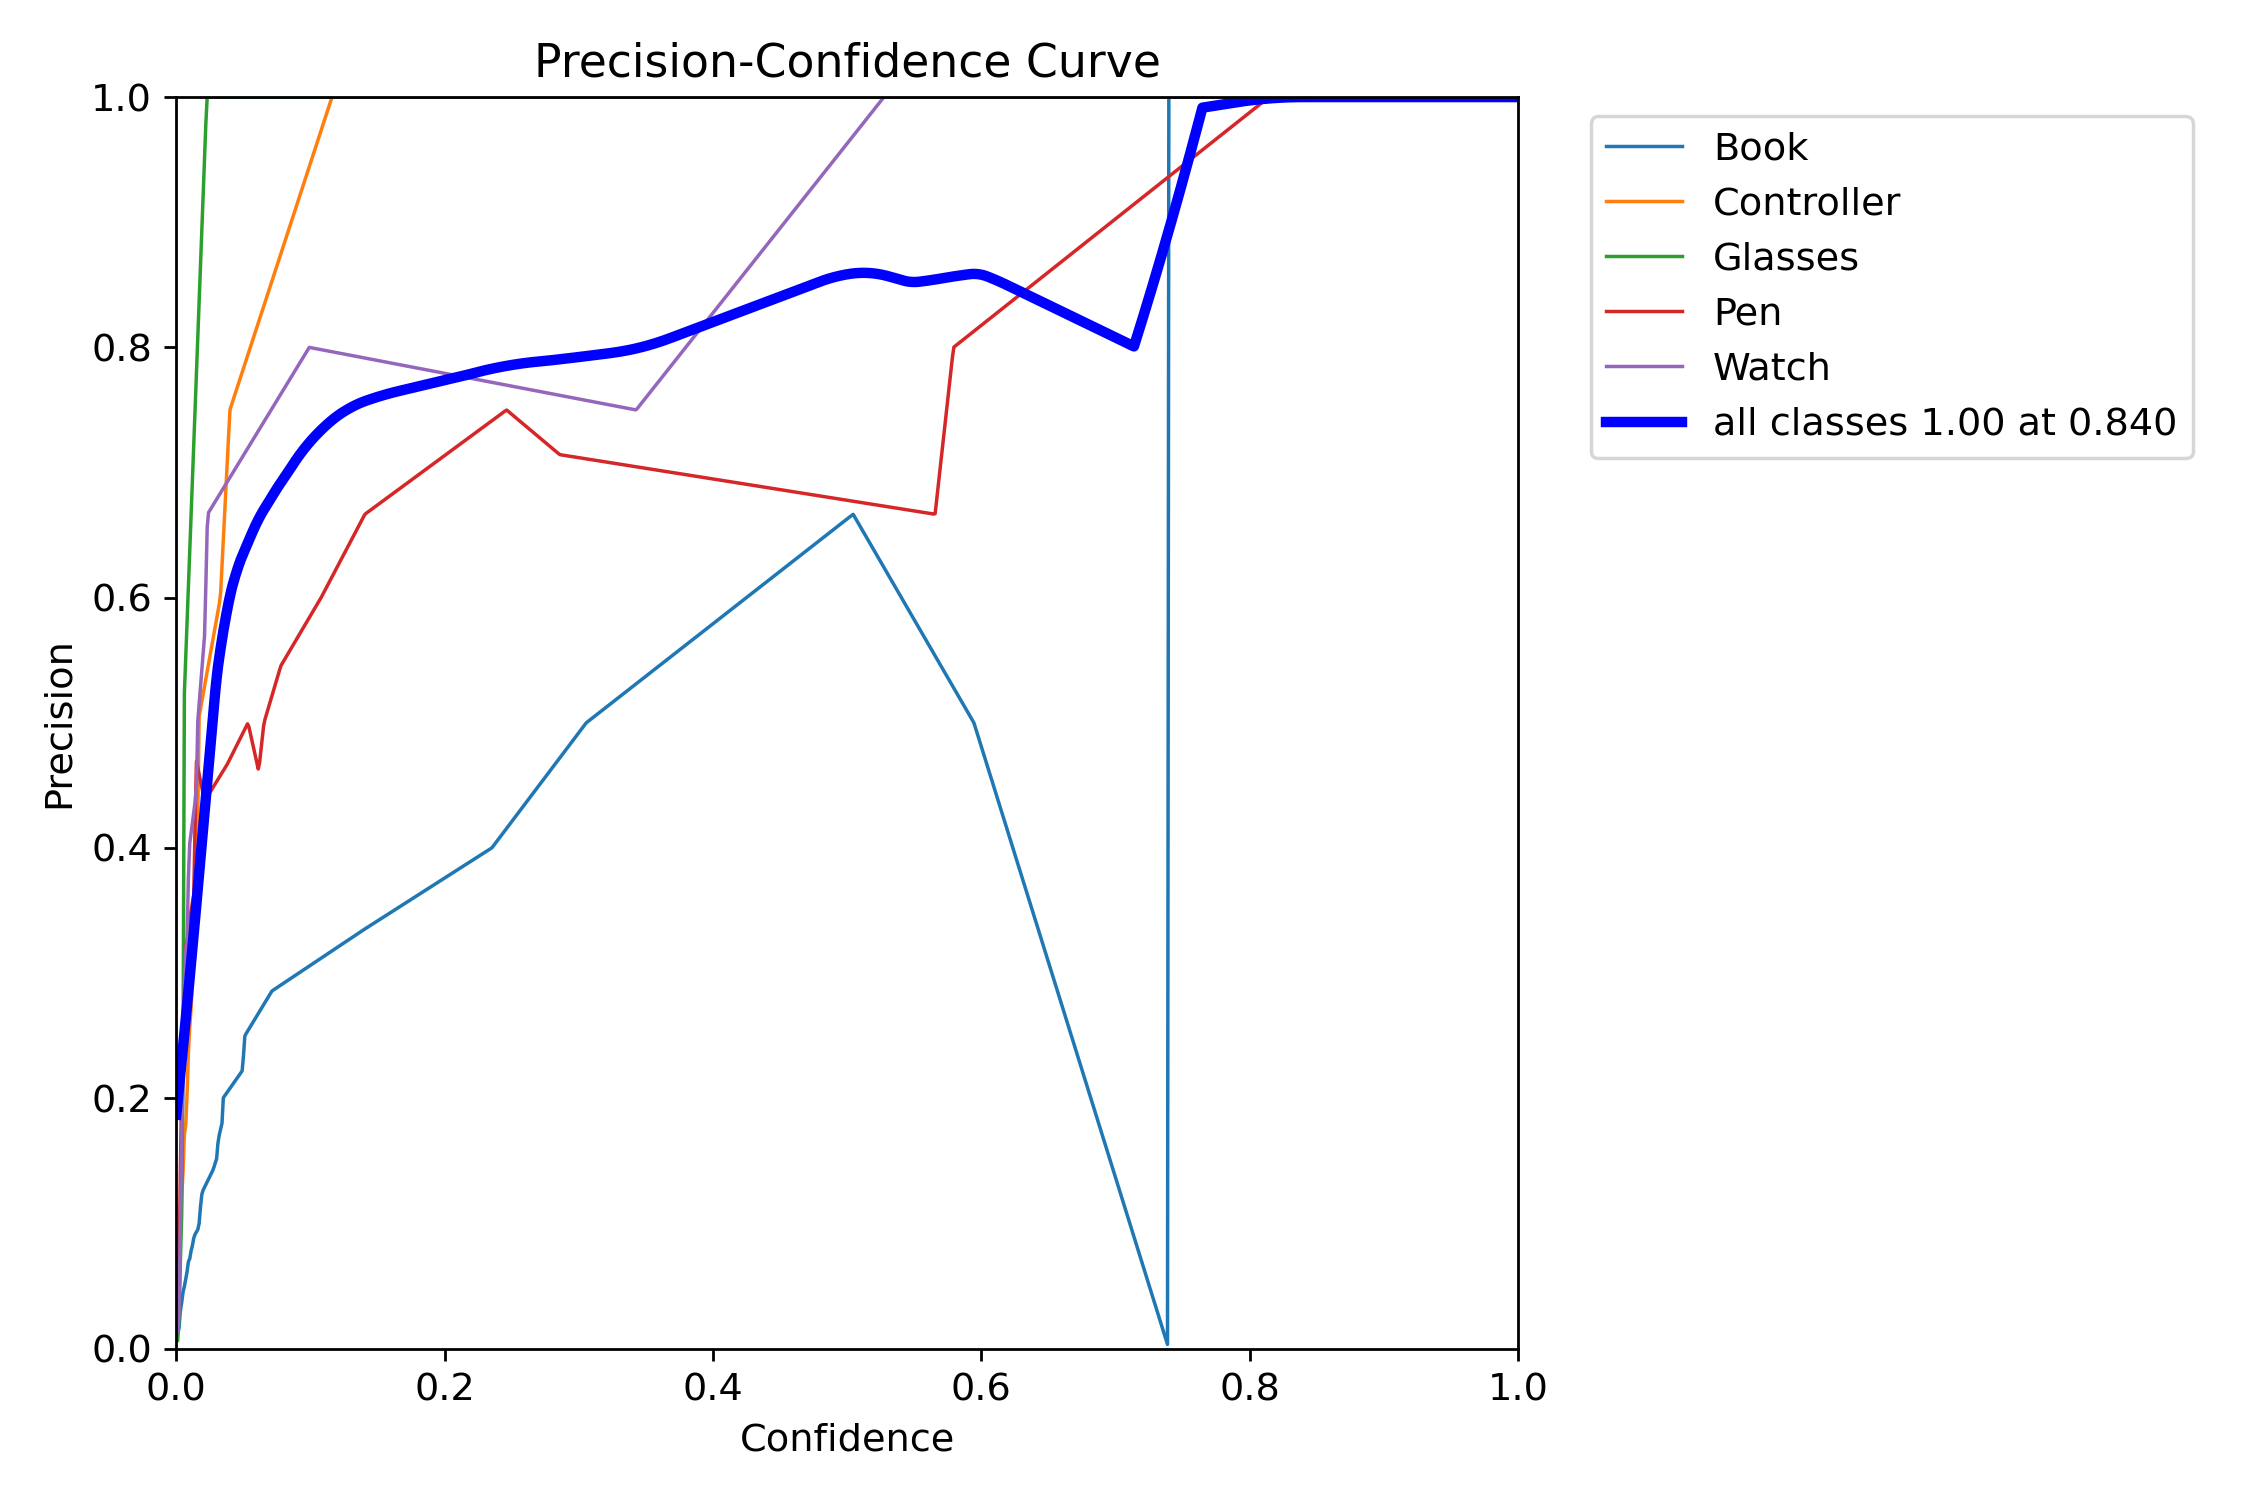 Precision-Confidence Curve
1.0
0.8
0.6
0.4
0.2
0.0
Precision
0.0 0.2 0.4 0.6 0.8 1.0
Confidence
Book
Controller
Glasses
Pen
Watch
all classes 1.00 at 0.840